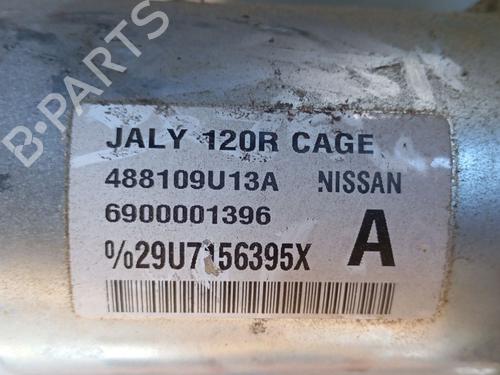 B-PARTS
JALY 120R CAGE
488109U13A NISSAN
6900001396
%29U7156395X A